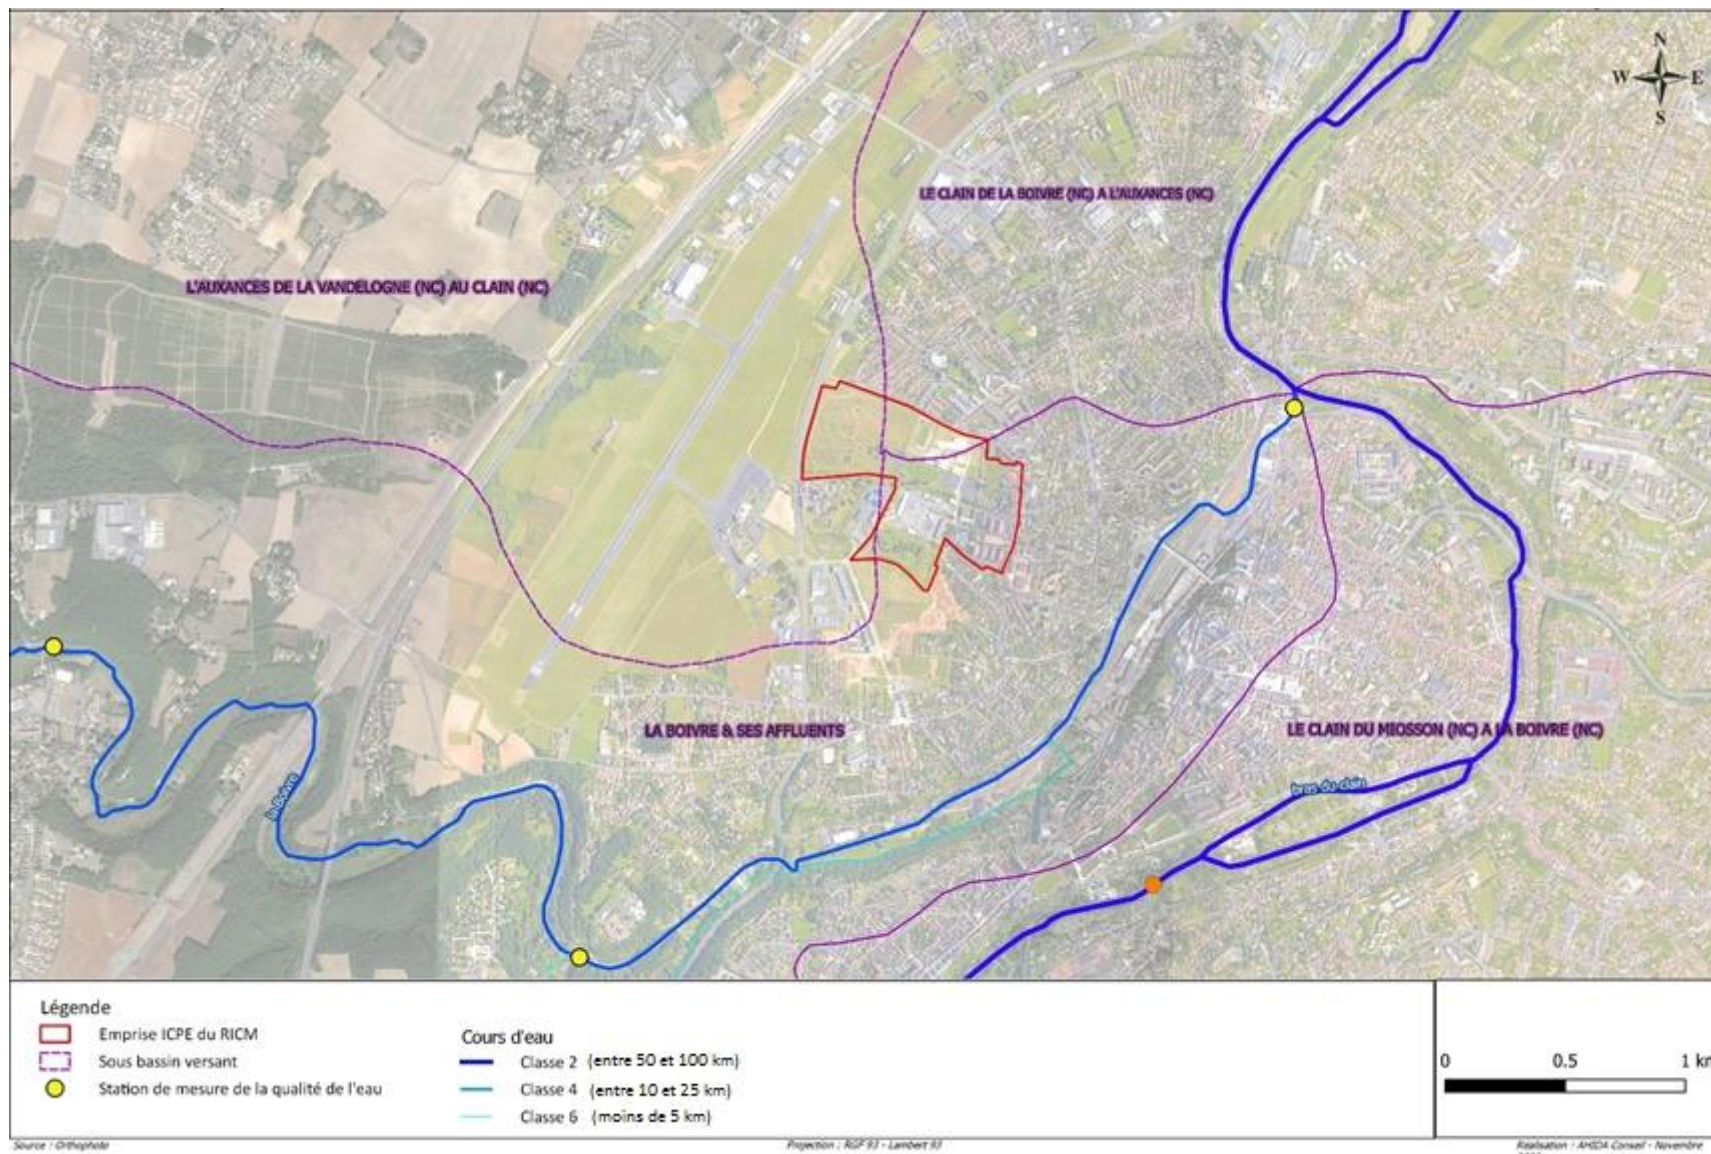 N
W E
S
LE CLAIN DE LA BOIVRE (NC) A L'AUXANCES (NC)
L'AUXANCES DE LA VANDELOGNE (NC) AU CLAIN (NC)
LA BOIVRE & SES AFFLUENTS
LE CLAIN DU MIOSSON (NC) A LA BOIVRE (NC)
la Boivre
bras du clain
Légende
Emprise ICPE du RICM
Sous bassin versant
Station de mesure de la qualité de l'eau
Cours d'eau
Classe 2 (entre 50 et 100 km)
Classe 4 (entre 10 et 25 km)
Classe 6 (moins de 5 km)
0 0.5 1 km
Source : Orthophoto
Projection : RGF 93 - Lambert 93
Réalisation : AHIDA Conseil - Novembre